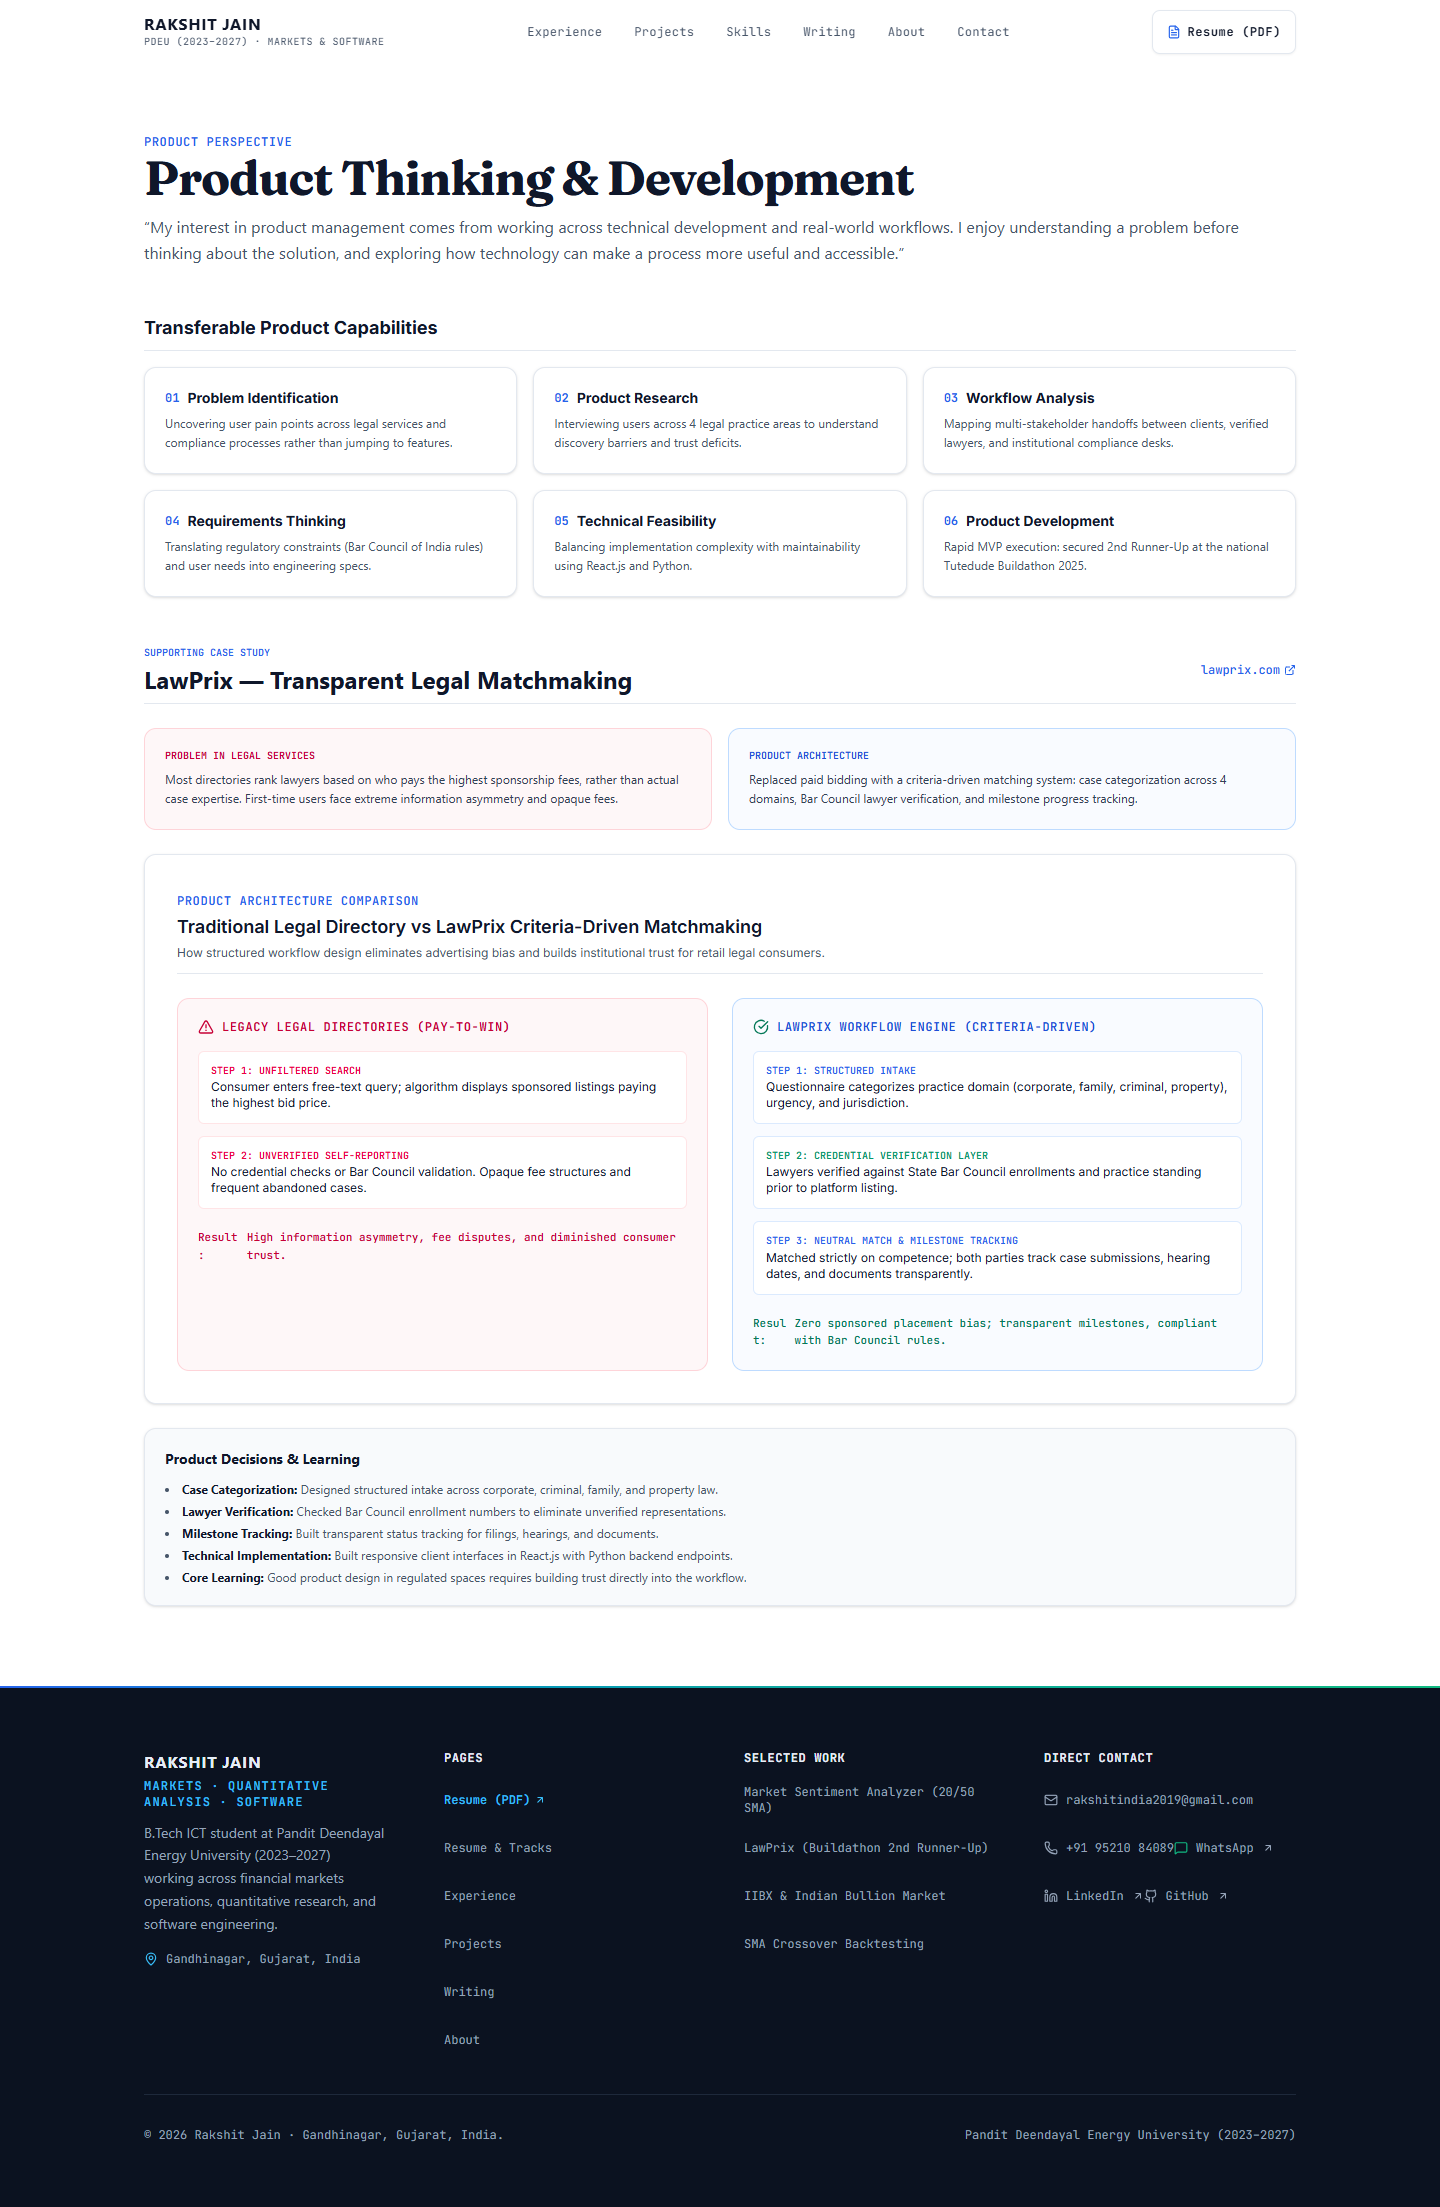 RAKSHIT JAIN
PDEU (2023–2027) · MARKETS & SOFTWARE
Experience
Projects
Skills
Writing
About
Contact
Resume (PDF)
PRODUCT PERSPECTIVE
Product Thinking & Development
“My interest in product management comes from working across technical development and real-world workflows. I enjoy understanding a problem before
thinking about the solution, and exploring how technology can make a process more useful and accessible.”
Transferable Product Capabilities
01 Problem Identification
Uncovering user pain points across legal services and
compliance processes rather than jumping to features.
02 Product Research
Interviewing users across 4 legal practice areas to understand
discovery barriers and trust deficits.
03 Workflow Analysis
Mapping multi-stakeholder handoffs between clients, verified
lawyers, and institutional compliance desks.
04 Requirements Thinking
Translating regulatory constraints (Bar Council of India rules)
and user needs into engineering specs.
05 Technical Feasibility
Balancing implementation complexity with maintainability
using React.js and Python.
06 Product Development
Rapid MVP execution: secured 2nd Runner-Up at the national
Tutedude Buildathon 2025.
SUPPORTING CASE STUDY
LawPrix — Transparent Legal Matchmaking
lawprix.com
PROBLEM IN LEGAL SERVICES
Most directories rank lawyers based on who pays the highest sponsorship fees, rather than actual
case expertise. First-time users face extreme information asymmetry and opaque fees.
PRODUCT ARCHITECTURE
Replaced paid bidding with a criteria-driven matching system: case categorization across 4
domains, Bar Council lawyer verification, and milestone progress tracking.
PRODUCT ARCHITECTURE COMPARISON
Traditional Legal Directory vs LawPrix Criteria-Driven Matchmaking
How structured workflow design eliminates advertising bias and builds institutional trust for retail legal consumers.
LEGACY LEGAL DIRECTORIES (PAY-TO-WIN)
STEP 1: UNFILTERED SEARCH
Consumer enters free-text query; algorithm displays sponsored listings paying
the highest bid price.
STEP 2: UNVERIFIED SELF-REPORTING
No credential checks or Bar Council validation. Opaque fee structures and
frequent abandoned cases.
Result High information asymmetry, fee disputes, and diminished consumer
: trust.
LAWPRIX WORKFLOW ENGINE (CRITERIA-DRIVEN)
STEP 1: STRUCTURED INTAKE
Questionnaire categorizes practice domain (corporate, family, criminal, property),
urgency, and jurisdiction.
STEP 2: CREDENTIAL VERIFICATION LAYER
Lawyers verified against State Bar Council enrollments and practice standing
prior to platform listing.
STEP 3: NEUTRAL MATCH & MILESTONE TRACKING
Matched strictly on competence; both parties track case submissions, hearing
dates, and documents transparently.
Resul Zero sponsored placement bias; transparent milestones, compliant
t: with Bar Council rules.
Product Decisions & Learning
• Case Categorization: Designed structured intake across corporate, criminal, family, and property law.
• Lawyer Verification: Checked Bar Council enrollment numbers to eliminate unverified representations.
• Milestone Tracking: Built transparent status tracking for filings, hearings, and documents.
• Technical Implementation: Built responsive client interfaces in React.js with Python backend endpoints.
• Core Learning: Good product design in regulated spaces requires building trust directly into the workflow.
RAKSHIT JAIN
MARKETS · QUANTITATIVE
ANALYSIS · SOFTWARE
B.Tech ICT student at Pandit Deendayal
Energy University (2023–2027)
working across financial markets
operations, quantitative research, and
software engineering.
Gandhinagar, Gujarat, India
PAGES
Resume (PDF)
Resume & Tracks
Experience
Projects
Writing
About
SELECTED WORK
Market Sentiment Analyzer (20/50
SMA)
LawPrix (Buildathon 2nd Runner-Up)
IIBX & Indian Bullion Market
SMA Crossover Backtesting
DIRECT CONTACT
rakshitindia2019@gmail.com
+91 95210 84089 WhatsApp
LinkedIn GitHub
© 2026 Rakshit Jain · Gandhinagar, Gujarat, India.
Pandit Deendayal Energy University (2023–2027)